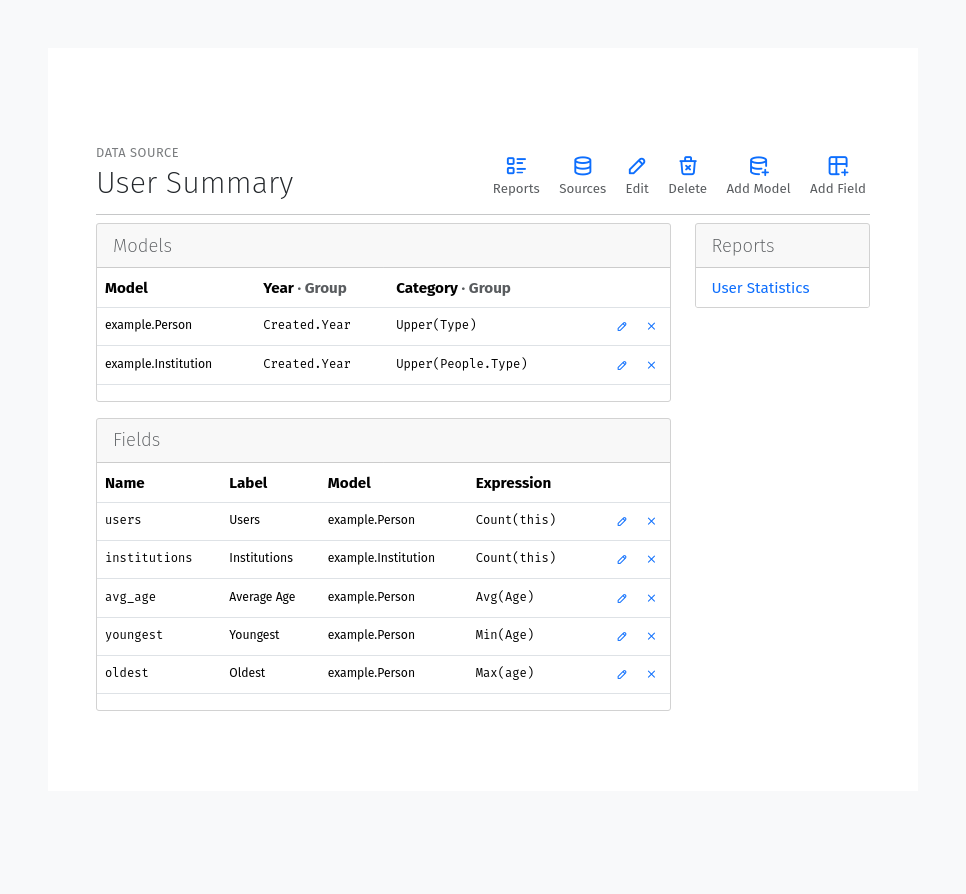 DATA SOURCE
User Summary
Reports Sources Edit Delete Add Model Add Field
Models
Model Year · Group Category · Group
example.Person Created.Year Upper(Type)
example.Institution Created.Year Upper(People.Type)
Reports
User Statistics
Fields
Name Label Model Expression
users Users example.Person Count(this)
institutions Institutions example.Institution Count(this)
avg_age Average Age example.Person Avg(Age)
youngest Youngest example.Person Min(Age)
oldest Oldest example.Person Max(age)